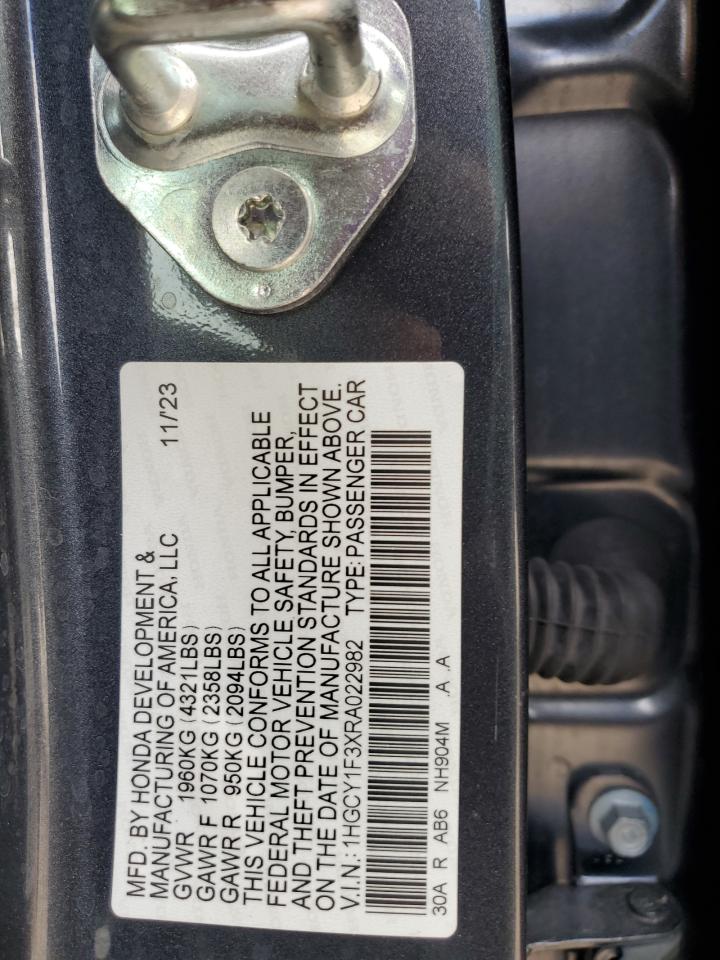 MFD. BY HONDA DEVELOPMENT &
MANUFACTURING OF AMERICA, LLC 11/'23
GVWR 1960KG (4321LBS)
GAWR F 1070KG (2358LBS)
GAWR R 950KG (2094LBS)
THIS VEHICLE CONFORMS TO ALL APPLICABLE
FEDERAL MOTOR VEHICLE SAFETY, BUMPER,
AND THEFT PREVENTION STANDARDS IN EFFECT
ON THE DATE OF MANUFACTURE SHOWN ABOVE.
V.I.N.: 1HGCY1F3XRA022982 TYPE: PASSENGER CAR
30A R AB6 NH904M .A .A